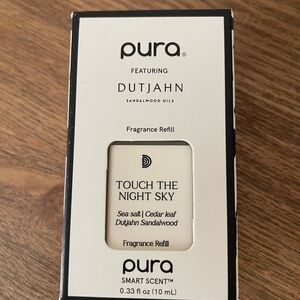 pura®
FEATURING
DUTJAHN
SANDALWOOD OILS
Fragrance Refill
TOUCH THE
NIGHT SKY
Sea salt | Cedar leaf
Dutjahn Sandalwood
Fragrance Refill
pura
SMART SCENT™
0.33 fl oz (10 mL)